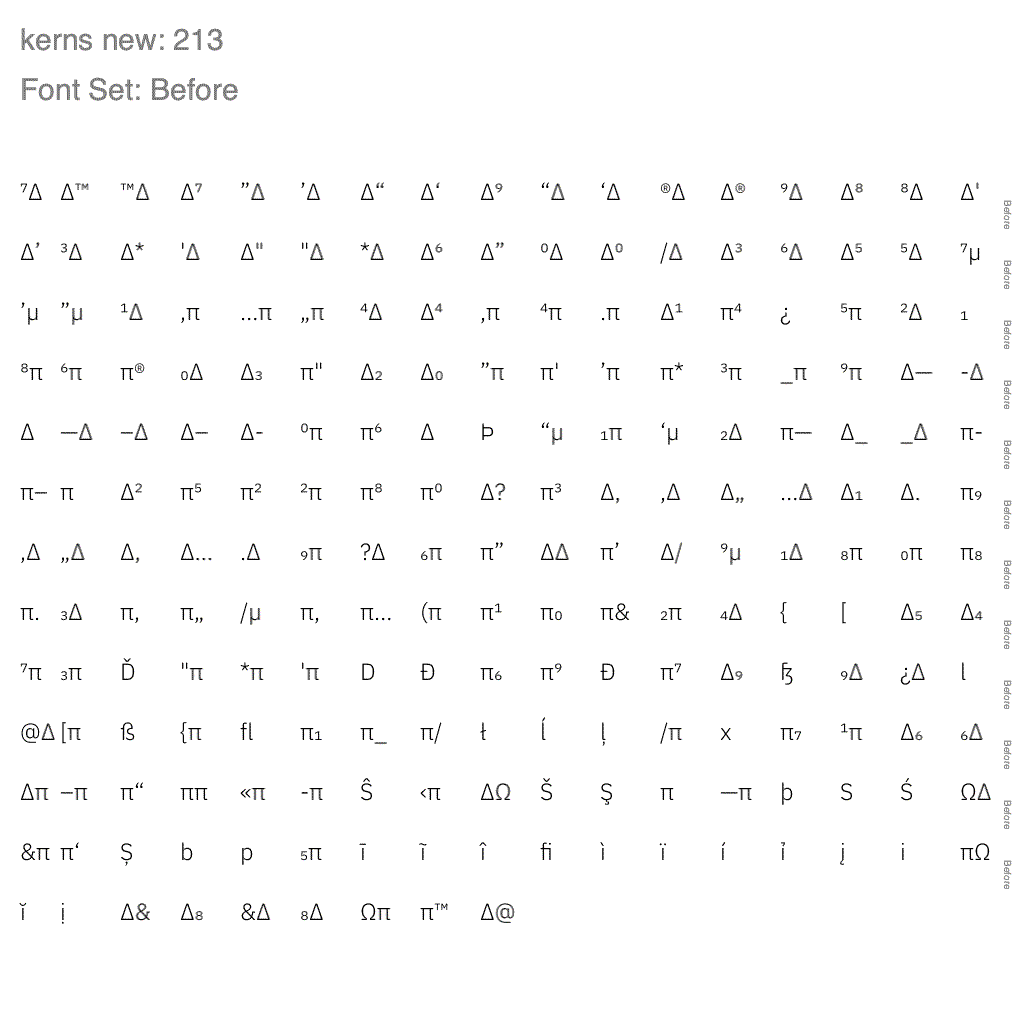 kerns new: 213
Font Set: Before
⁷Δ Δ™ ™Δ Δ⁷ ”Δ ’Δ Δ“ Δ‘ Δ⁹ “Δ ‘Δ ®Δ Δ® ⁹Δ Δ⁸ ⁸Δ Δ' Before
Δ’ ³Δ Δ* 'Δ Δ" "Δ *Δ Δ⁶ Δ” ⁰Δ Δ⁰ /Δ Δ³ ⁶Δ Δ⁵ ⁵Δ ⁷μ Before
’μ ”μ ¹Δ ‚π …π „π ⁴Δ Δ⁴ ,π ⁴π .π Δ¹ π⁴ ¿ ⁵π ²Δ ₁ Before
⁸π ⁶π π® ₀Δ Δ₃ π" Δ₂ Δ₀ ”π π' ’π π* ³π _π ⁹π Δ— -Δ Before
Δ —Δ –Δ Δ– Δ- ⁰π π⁶ Δ Þ “μ ₁π ‘μ ₂Δ π— Δ_ _Δ π- Before
π– π Δ² π⁵ π² ²π π⁸ π⁰ Δ? π³ Δ, ,Δ Δ„ …Δ Δ₁ Δ. π₉ Before
‚Δ „Δ Δ‚ Δ… .Δ ₉π ?Δ ₆π π” ΔΔ π’ Δ/ ⁹μ ₁Δ ₈π ₀π π₈ Before
π. ₃Δ π, π„ /μ π‚ π… (π π¹ π₀ π& ₂π ₄Δ { [ Δ₅ Δ₄ Before
⁷π ₃π Ď "π *π 'π D Đ π₆ π⁹ Ð π⁷ Δ₉ ɮ ₉Δ ¿Δ l Before
@Δ [π ß {π ﬂ π₁ π_ π/ ł ĺ ļ /π x π₇ ¹π Δ₆ ₆Δ Before
Δπ –π π“ ππ «π -π Ŝ ‹π ΔΩ Š Ş π —π þ S Ś ΩΔ Before
&π π‘ Ș b p ₅π ī ĩ î ﬁ ì ï í ỉ į i πΩ Before
ĭ ị Δ& Δ₈ &Δ ₈Δ Ωπ π™ Δ@